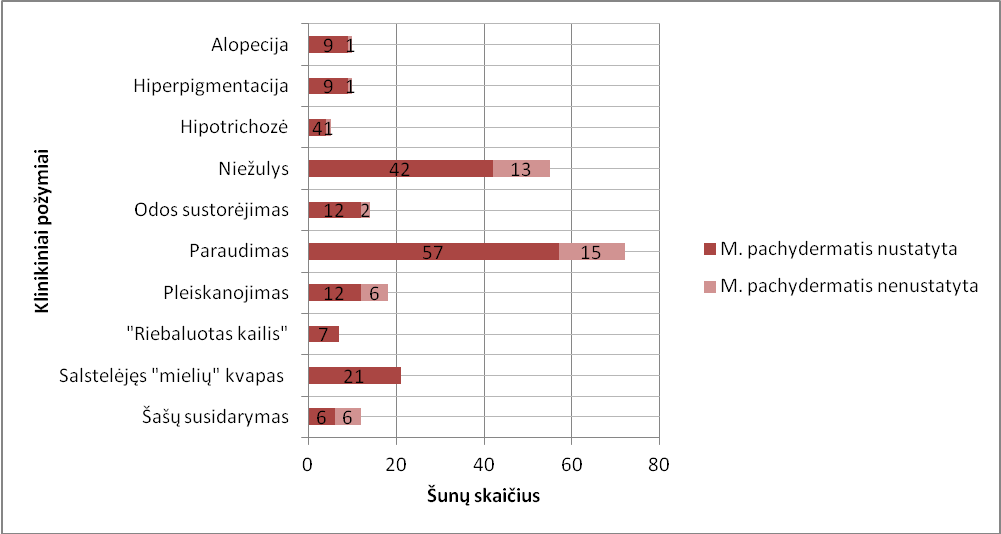 Klinikiniai požymiai
Alopecija
9 1
Hiperpigmentacija
9 1
Hipotrichozė
4 1
Niežulys
42 13
Odos sustorėjimas
12 2
Paraudimas
57 15
Pleiskanojimas
12 6
"Riebaluotas kailis"
7
Salstelėjęs "mielių" kvapas
21
Šašų susidarymas
6 6
0 20 40 60 80
Šunų skaičius
M. pachydermatis nustatyta
M. pachydermatis nenustatyta